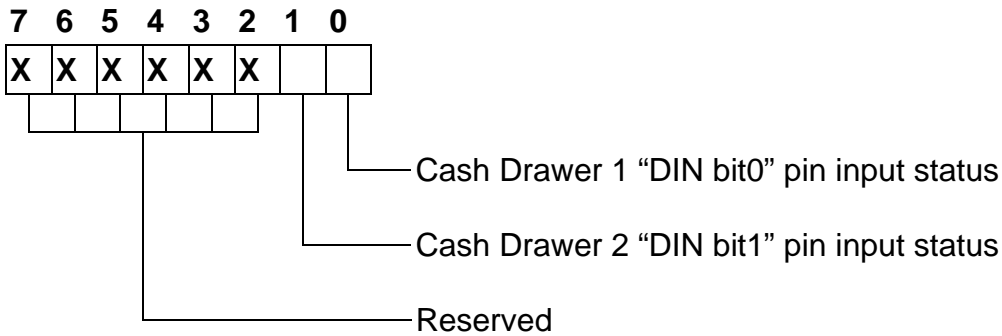 7 6 5 4 3 2 1 0
X X X X X X
Cash Drawer 1 “DIN bit0” pin input status
Cash Drawer 2 “DIN bit1” pin input status
Reserved